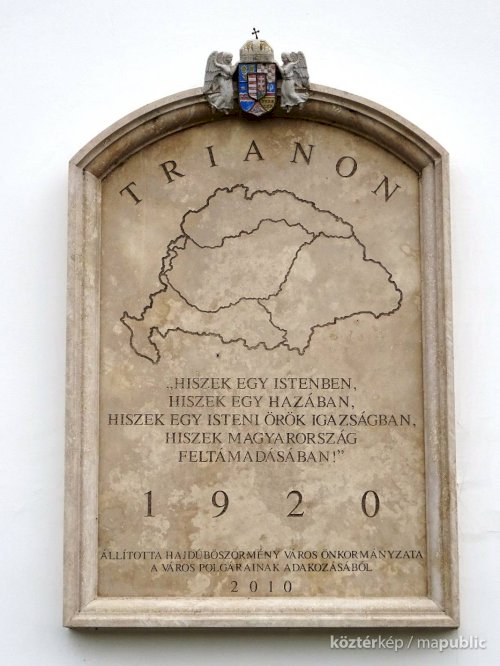 TRIANON
„HISZEK EGY ISTENBEN,
HISZEK EGY HAZÁBAN,
HISZEK EGY ISTENI ÖRÖK IGAZSÁGBAN,
HISZEK MAGYARORSZÁG
FELTÁMADÁSÁBAN!"
1920
ÁLLÍTOTTA HAJDÚBÖSZÖRMÉNY VÁROS ÖNKORMÁNYZATA
A VÁROS POLGÁRAINAK ADAKOZÁSÁBÓL
2010
köztérkép / mapublic